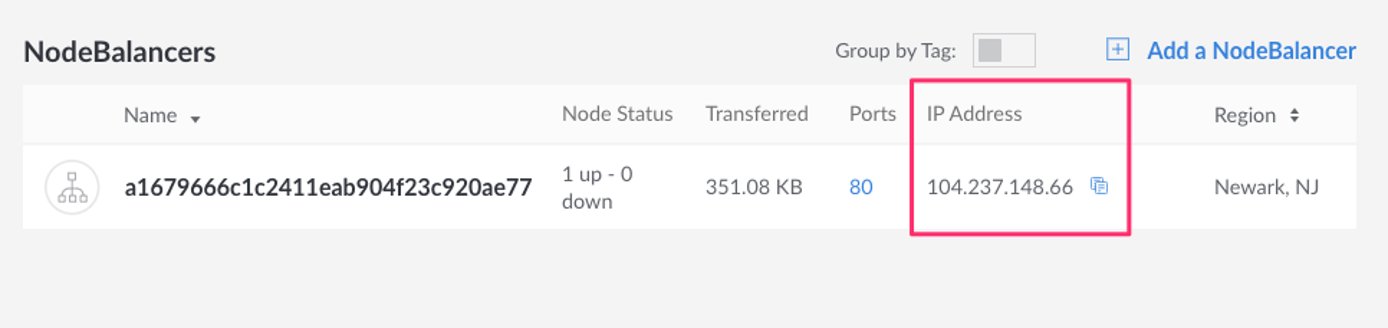 NodeBalancers
Group by Tag:
Add a NodeBalancer
Name
Node Status
Transferred
Ports
IP Address
Region
a1679666c1c2411eab904f23c920ae77
1 up - 0
down
351.08 KB
80
104.237.148.66
Newark, NJ